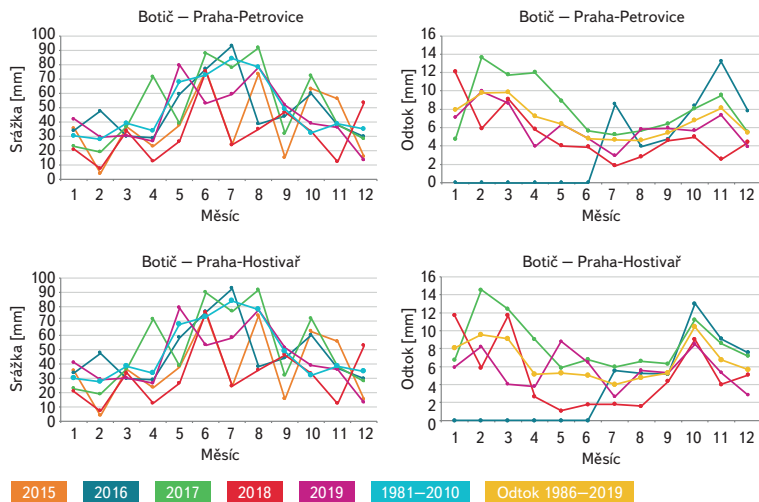 Botič – Praha-Petrovice
Srážka [mm]
100
90
80
70
60
50
40
30
20
10
0
1 2 3 4 5 6 7 8 9 10 11 12
Měsíc
Botič – Praha-Petrovice
Odtok [mm]
16
14
12
10
8
6
4
2
0
1 2 3 4 5 6 7 8 9 10 11 12
Měsíc
Botič – Praha-Hostivař
Srážka [mm]
100
90
80
70
60
50
40
30
20
10
0
1 2 3 4 5 6 7 8 9 10 11 12
Měsíc
Botič – Praha-Hostivař
Odtok [mm]
16
14
12
10
8
6
4
2
0
1 2 3 4 5 6 7 8 9 10 11 12
Měsíc
2015 2016 2017 2018 2019 1981–2010 Odtok 1986–2019